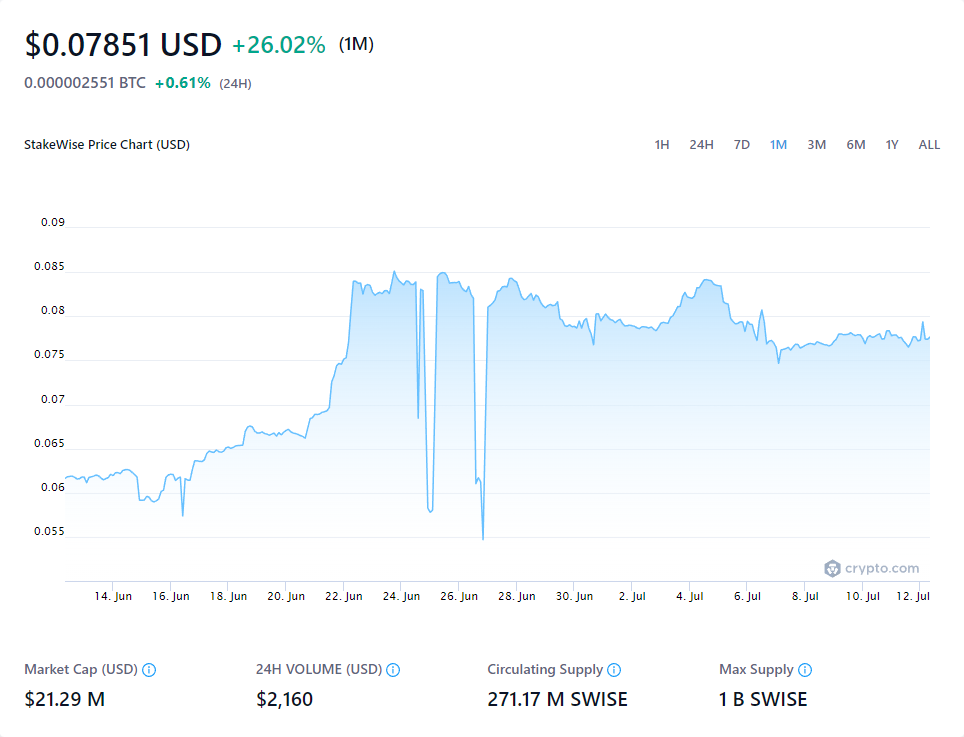 $0.07851 USD +26.02% (1M)
0.000002551 BTC +0.61% (24H)
StakeWise Price Chart (USD) 1H 24H 7D 1M 3M 6M 1Y ALL
0.09
0.085
0.08
0.075
0.07
0.065
0.06
0.055
crypto.com
14. Jun 16. Jun 18. Jun 20. Jun 22. Jun 24. Jun 26. Jun 28. Jun 30. Jun 2. Jul 4. Jul 6. Jul 8. Jul 10. Jul 12. Jul
Market Cap (USD) 24H VOLUME (USD) Circulating Supply Max Supply
$21.29 M $2,160 271.17 M SWISE 1 B SWISE